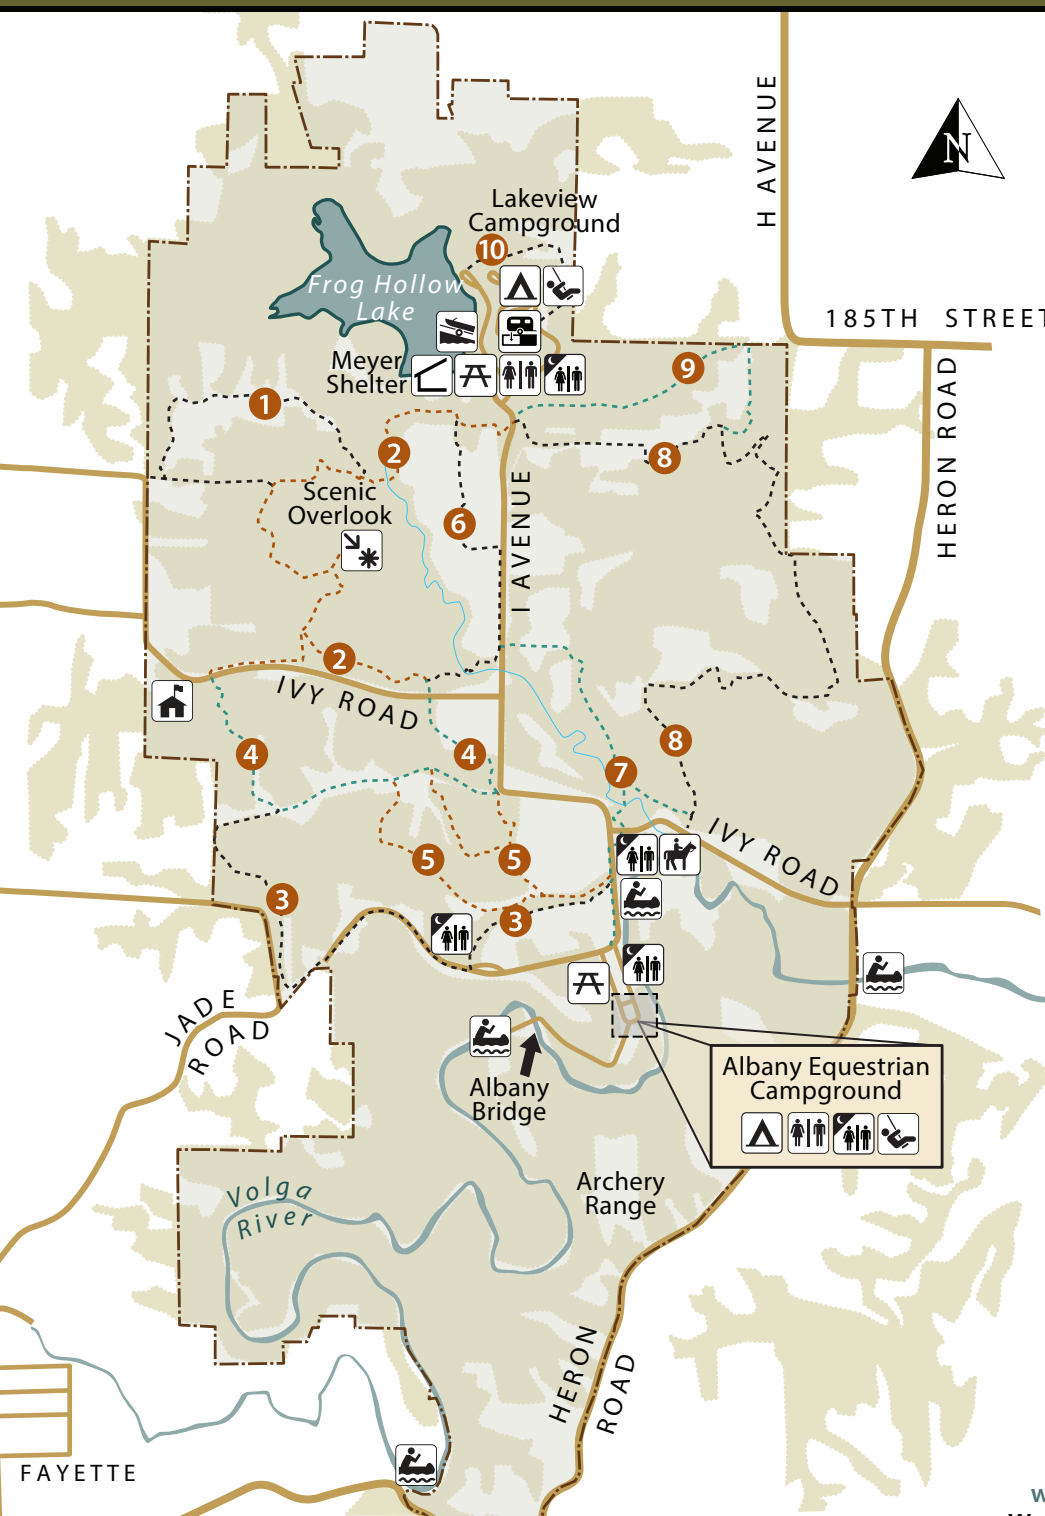 H AVENUE
N
Lakeview
Campground
10
Frog Hollow
Lake
185TH STREET
Meyer
Shelter
9
HERON ROAD
1
2
8
Scenic
Overlook
6
I AVENUE
2
IVY ROAD
4
4
8
7
IVY ROAD
5
5
3
3
JADE
ROAD
Albany
Bridge
Albany Equestrian
Campground
Archery
Range
Volga
River
HERON
ROAD
FAYETTE